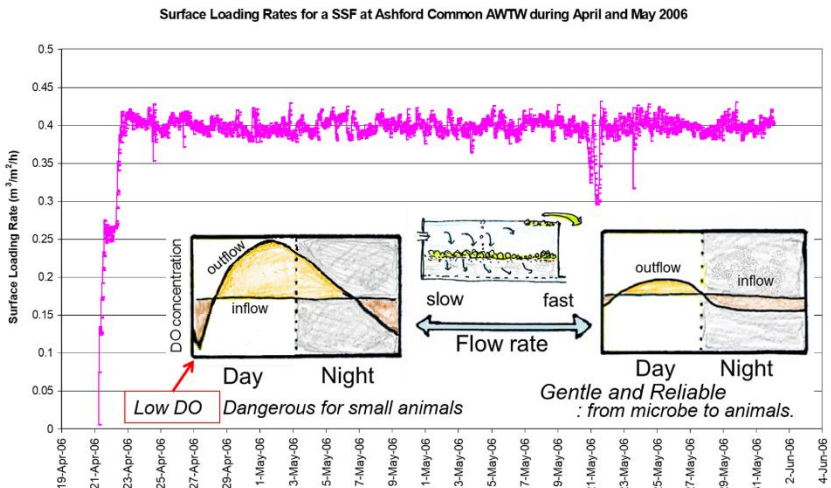 Surface Loading Rates for a SSF at Ashford Common AWTW during April and May 2006
0.5
0.45
0.4
0.35
0.3
0.25
0.2
0.15
0.1
0.05
0
Surface Loading Rate (m³/m²/h)
DO concentration
outflow
inflow
Day
Night
Low DO
Dangerous for small animals
slow
fast
Flow rate
outflow
inflow
Day
Night
Gentle and Reliable
: from microbe to animals.
19-Apr-06
21-Apr-06
23-Apr-06
25-Apr-06
27-Apr-06
29-Apr-06
1-May-06
3-May-06
5-May-06
7-May-06
9-May-06
1-May-06
3-May-06
5-May-06
7-May-06
9-May-06
21-May-06
23-May-06
25-May-06
27-May-06
29-May-06
31-May-06
2-Jun-06
4-Jun-06